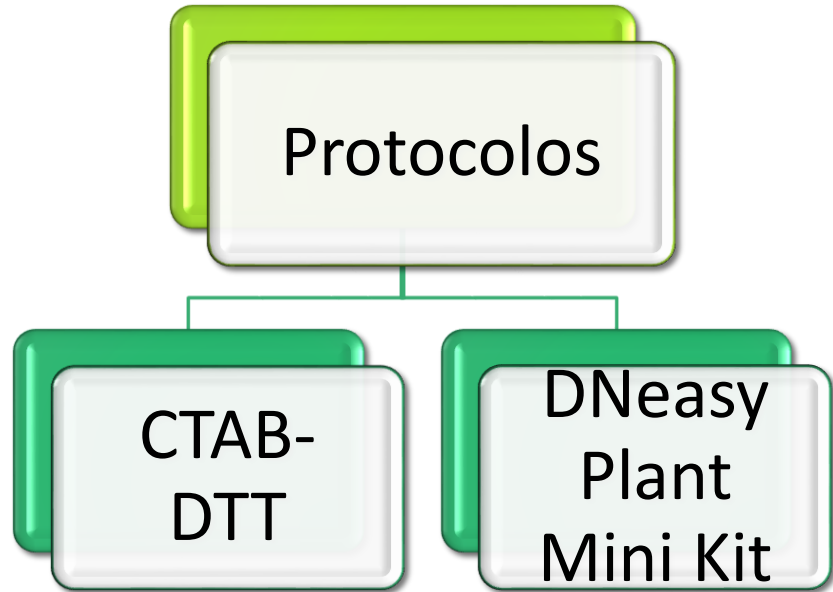 Protocolos
CTAB-
DTT
DNeasy
Plant
Mini Kit